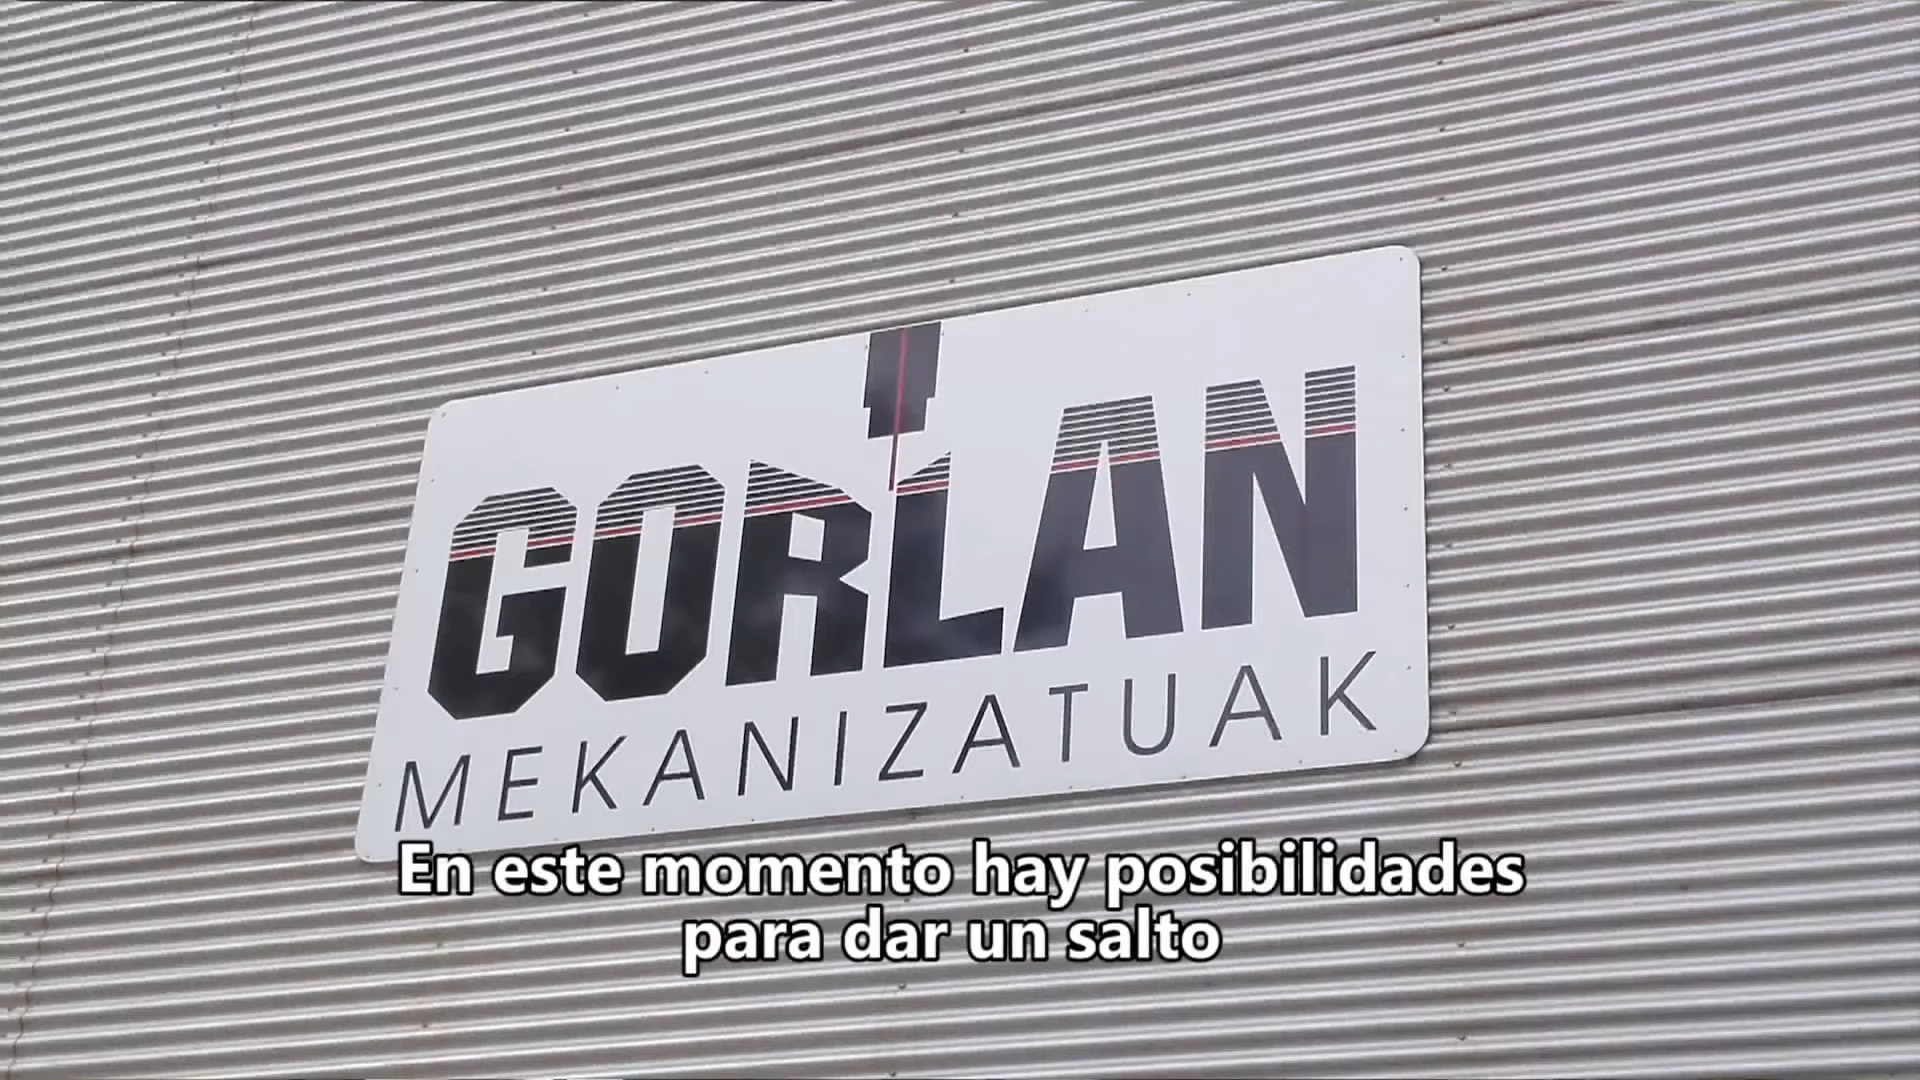 GORLAN
MEKANIZATUAK
En este momento hay posibilidades
para dar un salto